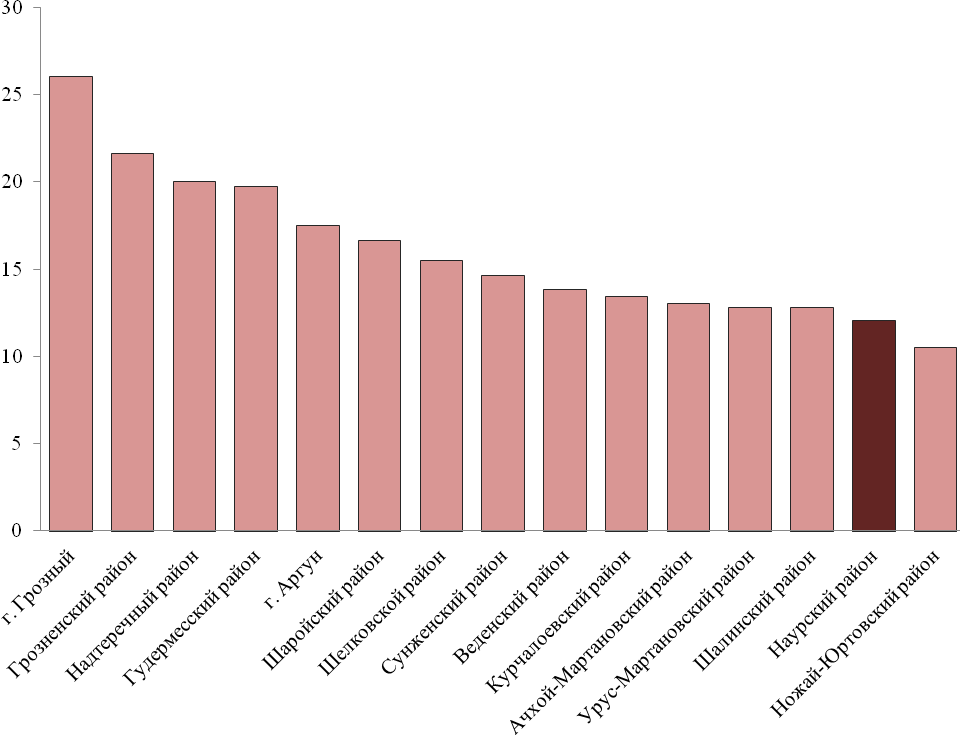 30
25
20
15
10
5
0
г. Грозный
Грозненский район
Надтеречный район
Гудермесский район
г. Аргун
Шаройский район
Шелковской район
Сунженский район
Веденский район
Курчалоевский район
Ачхой-Мартановский район
Урус-Мартановский район
Шалинский район
Наурский район
Ножай-Юртовский район